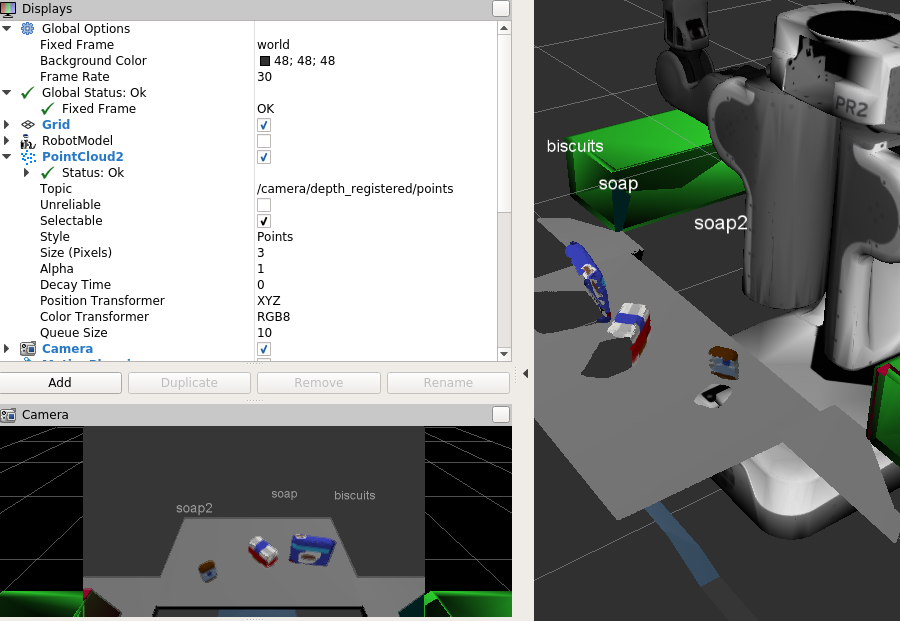 Displays
Global Options
Fixed Frame world
Background Color 48; 48; 48
Frame Rate 30
Global Status: Ok
Fixed Frame OK
Grid
RobotModel
PointCloud2
Status: Ok
Topic /camera/depth_registered/points
Unreliable
Selectable
Style Points
Size (Pixels) 3
Alpha 1
Decay Time 0
Position Transformer XYZ
Color Transformer RGB8
Queue Size 10
Camera
Add Duplicate Remove Rename
Camera
soap2
soap
biscuits
PR2
biscuits
soap
soap2